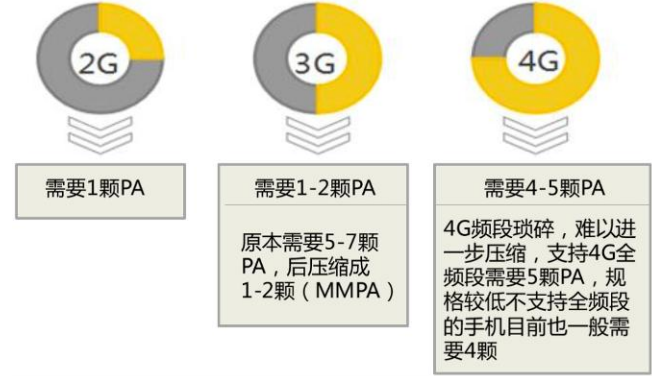 2G
3G
4G
需要1颗PA
需要1-2颗PA
需要4-5颗PA
原本需要5-7颗
PA，后压缩成
1-2颗（MMPA）
4G频段琐碎，难以进
一步压缩，支持4G全
频段需要5颗PA，规
格较低不支持全频段
的手机目前也一般需
要4颗